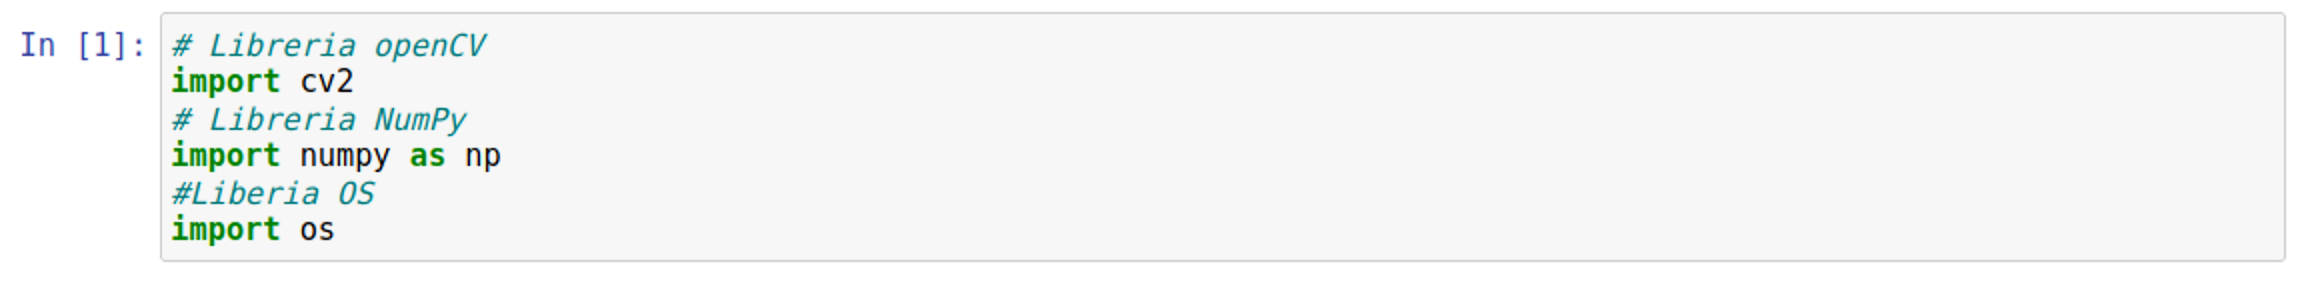 In [1]: # Libreria openCV
import cv2
# Libreria NumPy
import numpy as np
#Liberia OS
import os